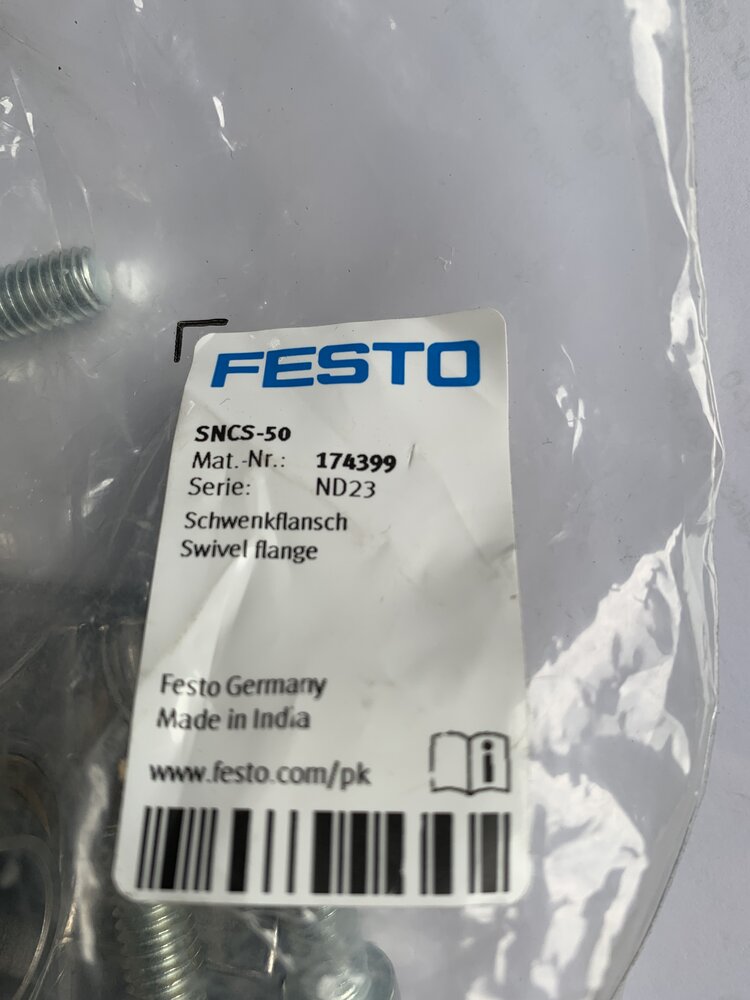 FESTO
SNCS-50
Mat.-Nr.: 174399
Serie: ND23
Schwenkflansch
Swivel flange
Festo Germany
Made in India
www.festo.com/pk
i